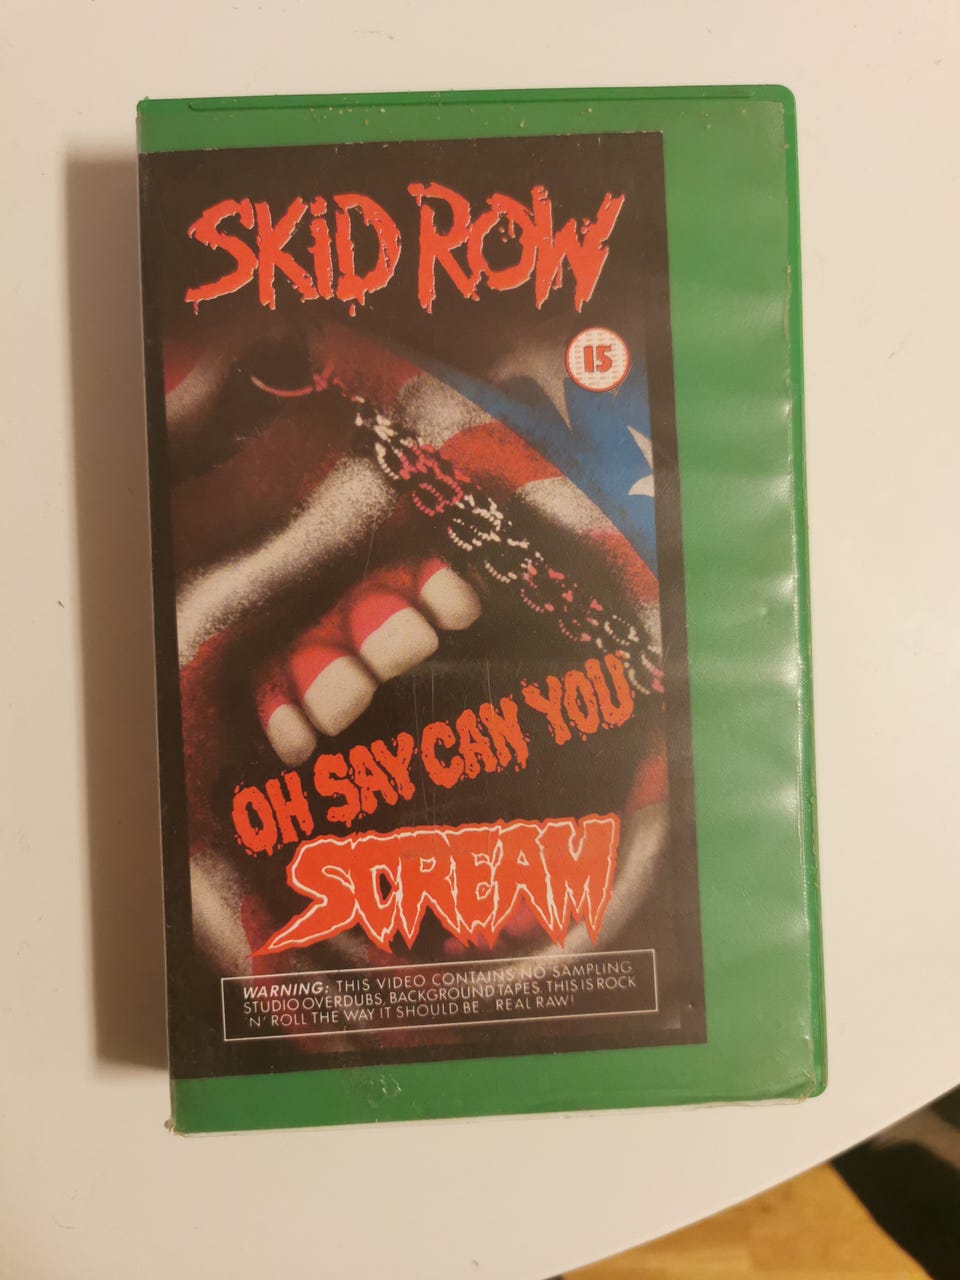 SKiD ROW
15
OH SAY CAN YOU
SCREAM
WARNING: THIS VIDEO CONTAINS NO SAMPLING,
STUDIO OVERDUBS, BACKGROUND TAPES. THIS IS ROCK
'N' ROLL THE WAY IT SHOULD BE...REAL RAW!